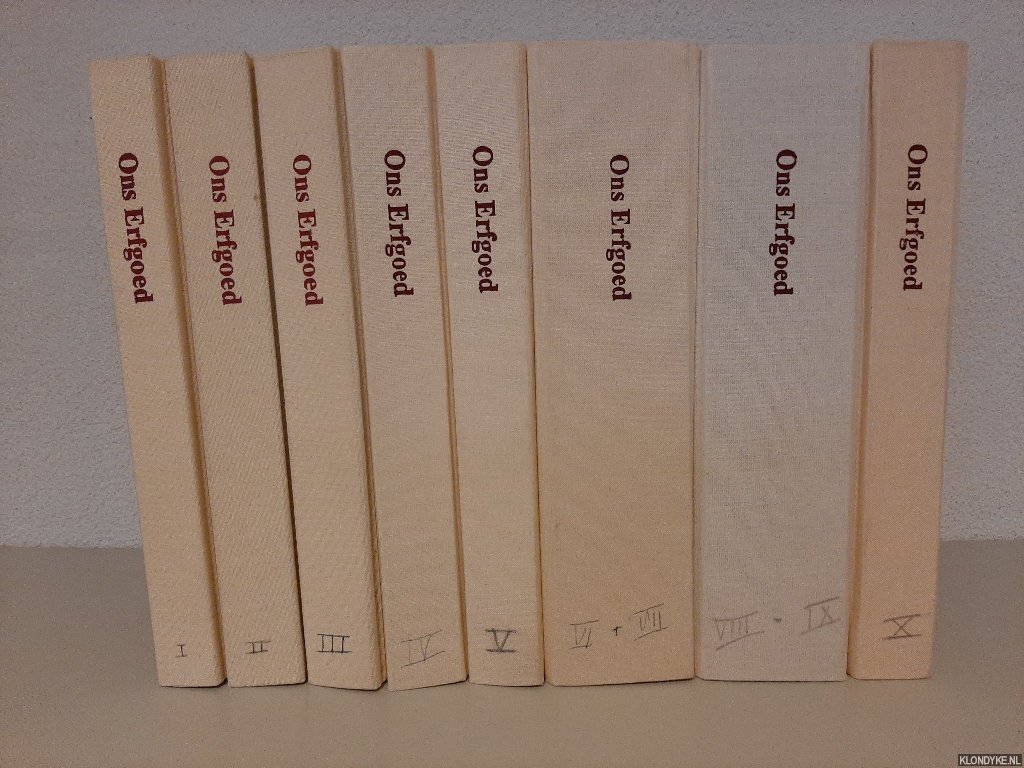 Ons Erfgoed
I
Ons Erfgoed
II
Ons Erfgoed
III
Ons Erfgoed
IV
Ons Erfgoed
V
Ons Erfgoed
VI + VII
Ons Erfgoed
VIII - IX
Ons Erfgoed
X
KLONDYKE.NL